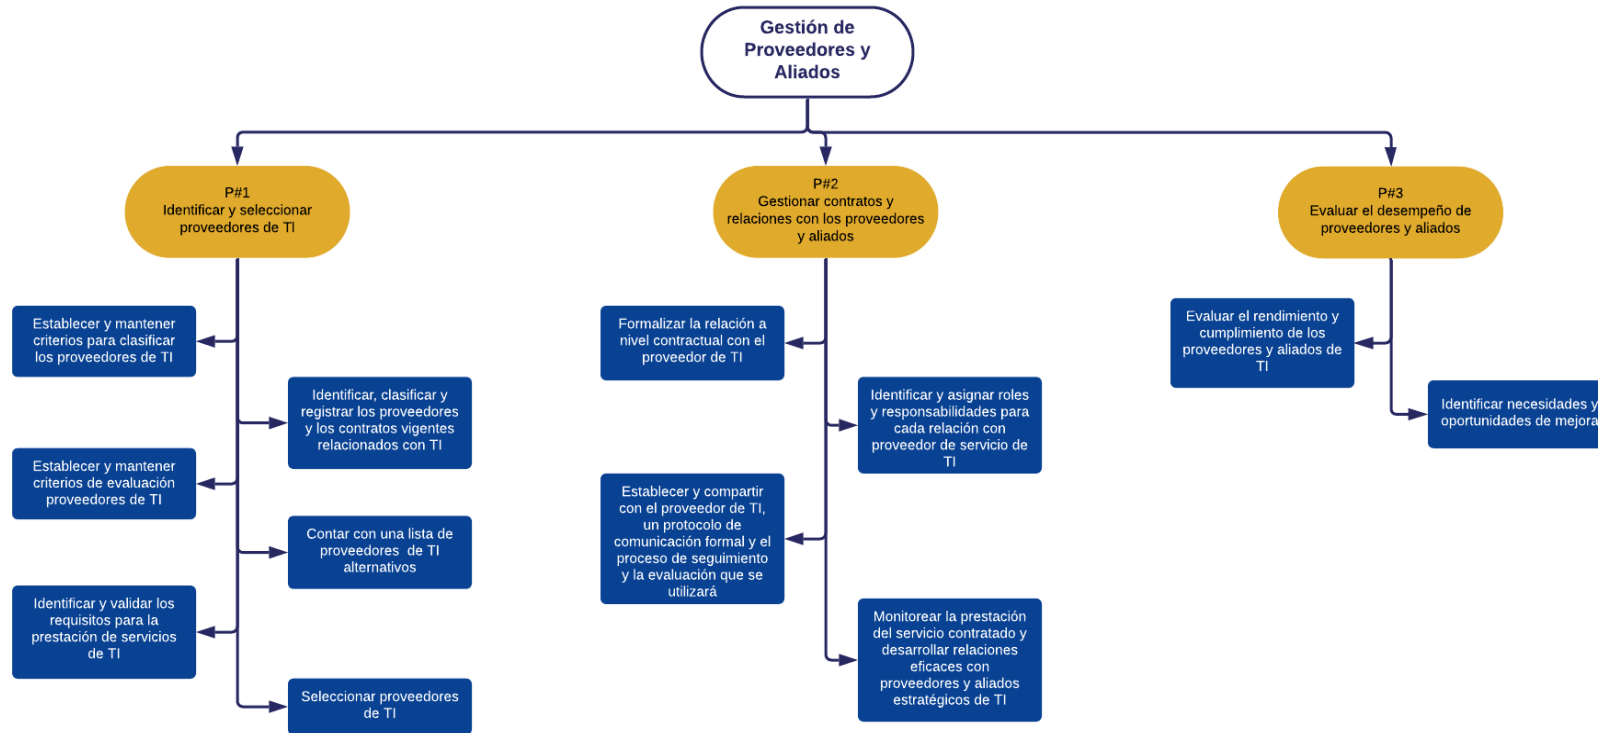 Gestión de
Proveedores y
Aliados
P#1
Identificar y seleccionar
proveedores de TI
P#2
Gestionar contratos y
relaciones con los proveedores
y aliados
P#3
Evaluar el desempeño de
proveedores y aliados
Establecer y mantener
criterios para clasificar
los proveedores de TI
Identificar, clasificar y
registrar los proveedores
y los contratos vigentes
relacionados con TI
Establecer y mantener
criterios de evaluación
proveedores de TI
Contar con una lista de
proveedores de TI
alternativos
Identificar y validar los
requisitos para la
prestación de servicios
de TI
Seleccionar proveedores
de TI
Formalizar la relación a
nivel contractual con el
proveedor de TI
Identificar y asignar roles
y responsabilidades para
cada relación con
proveedor de servicio de
TI
Establecer y compartir
con el proveedor de TI,
un protocolo de
comunicación formal y el
proceso de seguimiento
y la evaluación que se
utilizará
Monitorear la prestación
del servicio contratado y
desarrollar relaciones
eficaces con
proveedores y aliados
estratégicos de TI
Evaluar el rendimiento y
cumplimiento de los
proveedores y aliados de
TI
Identificar necesidades y
oportunidades de mejora